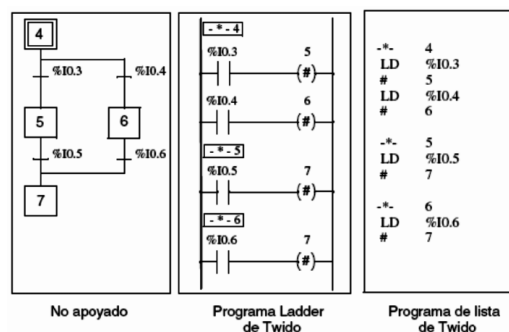 4
%I0.3 %I0.4
5 6
%I0.5 %I0.6
7
No apoyado
- * - 4
%I0.3 5
(#)
%I0.4 6
(#)
- * - 5
%I0.5 7
(#)
- * - 6
%I0.6 7
(#)
Programa Ladder
de Twido
-*- 4
LD %I0.3
# 5
LD %I0.4
# 6
-*- 5
LD %I0.5
# 7
-*- 6
LD %I0.6
# 7
Programa de lista
de Twido